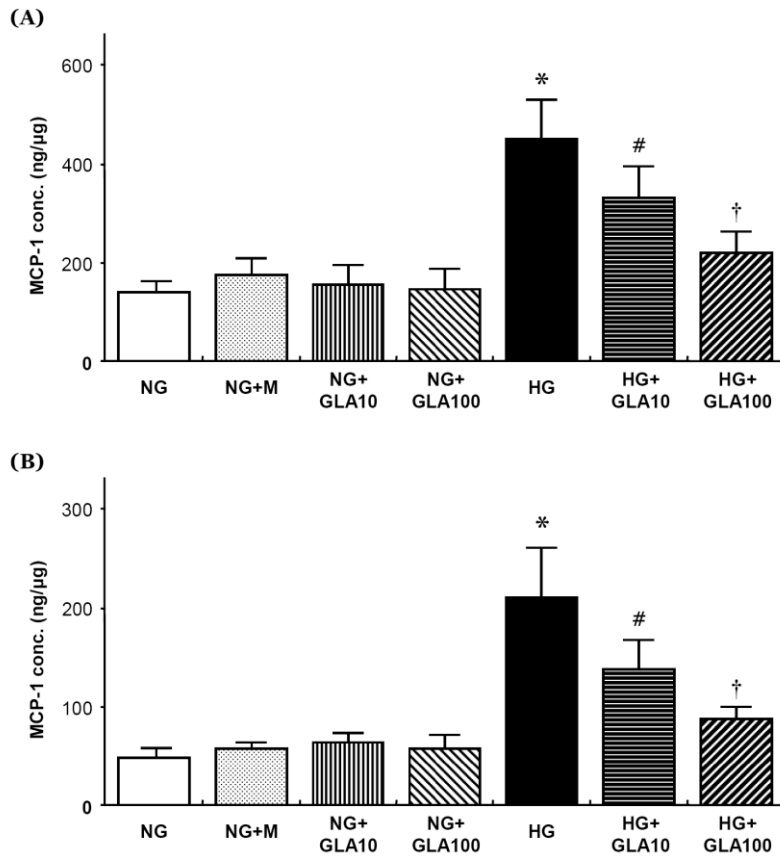 (A)
MCP-1 conc. (ng/µg)
600
400
200
0
*
#
†
NG
NG+M
NG+
GLA10
NG+
GLA100
HG
HG+
GLA10
HG+
GLA100
(B)
MCP-1 conc. (ng/µg)
300
200
100
0
*
#
†
NG
NG+M
NG+
GLA10
NG+
GLA100
HG
HG+
GLA10
HG+
GLA100